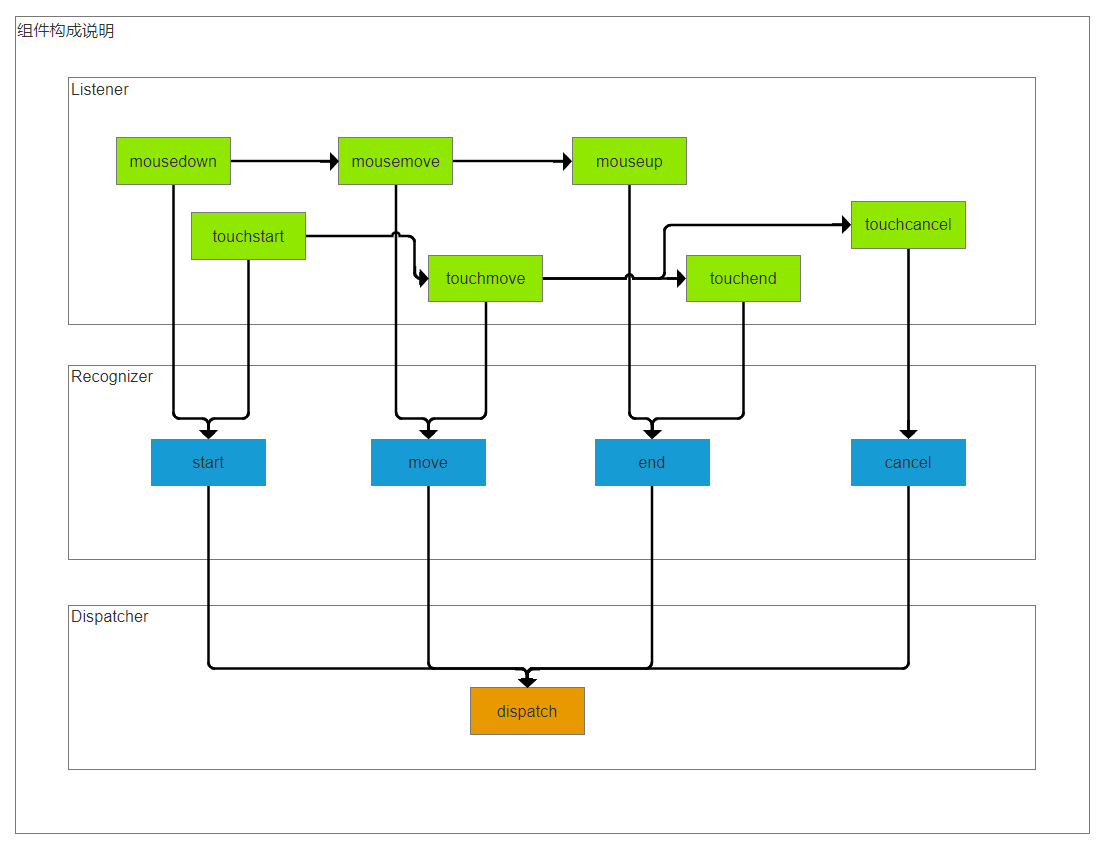 组件构成说明
Listener
mousedown
mousemove
mouseup
touchstart
touchcancel
touchmove
touchend
Recognizer
start
move
end
cancel
Dispatcher
dispatch